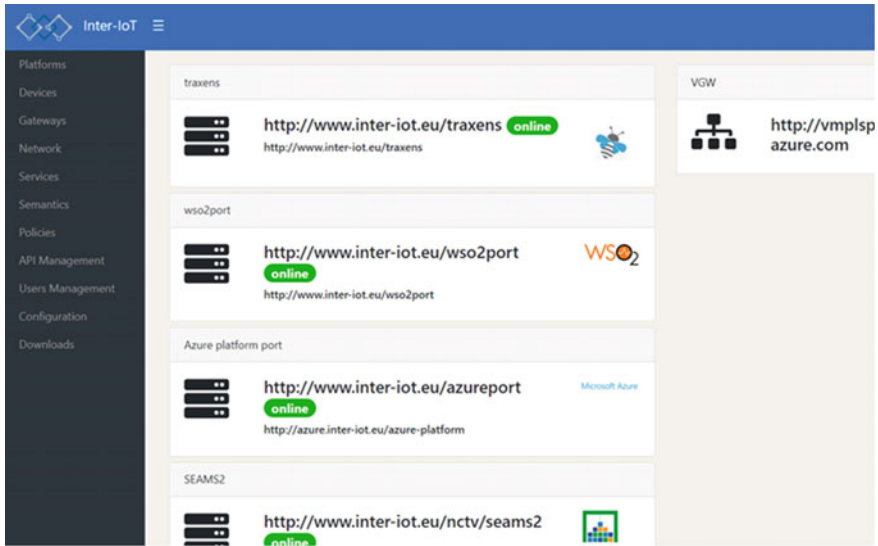 Inter-IoT ☰
Platforms
Devices
Gateways
Network
Services
Semantics
Policies
API Management
Users Management
Configuration
Downloads
traxens
http://www.inter-iot.eu/traxens online
http://www.inter-iot.eu/traxens
wso2port
http://www.inter-iot.eu/wso2port
online
http://www.inter-iot.eu/wso2port
WSO2
Azure platform port
http://www.inter-iot.eu/azureport
online
http://azure.inter-iot.eu/azure-platform
Microsoft Azure
SEAMS2
http://www.inter-iot.eu/nctv/seams2
online
VGW
http://vmplsp
azure.com